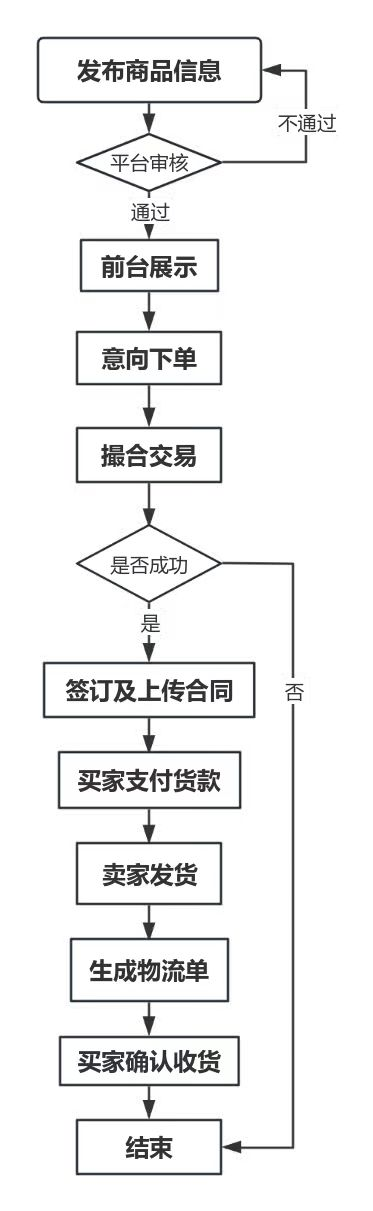 发布商品信息
不通过
平台审核
通过
前台展示
意向下单
撮合交易
是否成功
是
签订及上传合同
否
买家支付货款
卖家发货
生成物流单
买家确认收货
结束